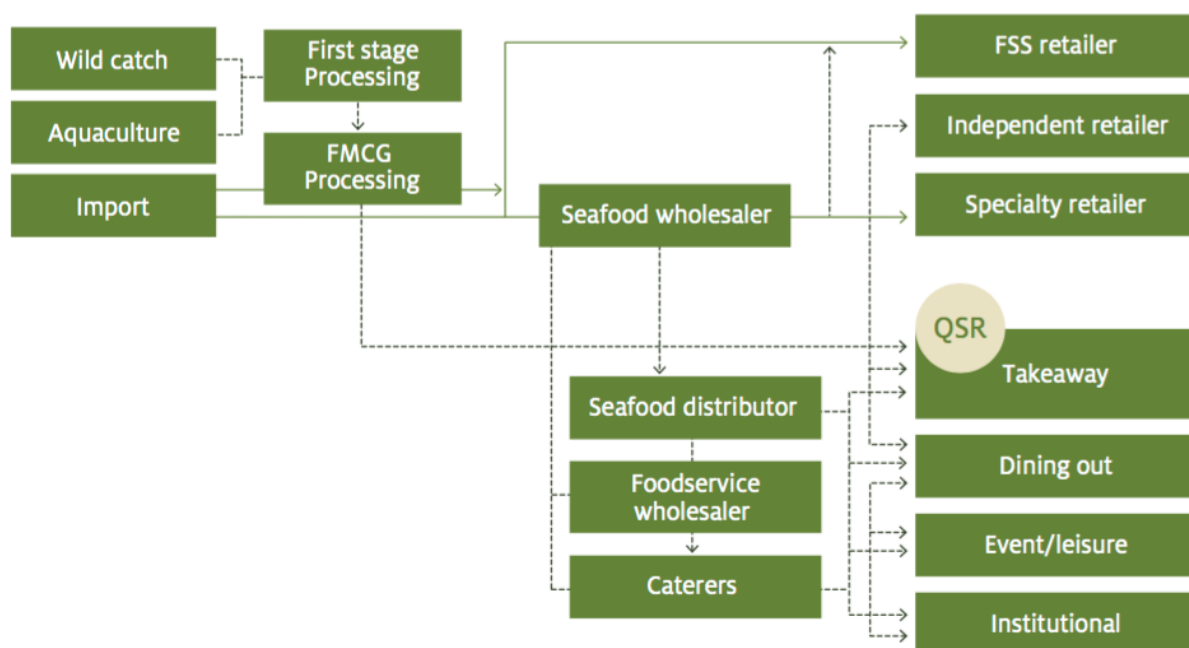 Wild catch
Aquaculture
Import
First stage
Processing
FMCG
Processing
Seafood wholesaler
Seafood distributor
Foodservice
wholesaler
Caterers
FSS retailer
Independent retailer
Specialty retailer
QSR
Takeaway
Dining out
Event/leisure
Institutional